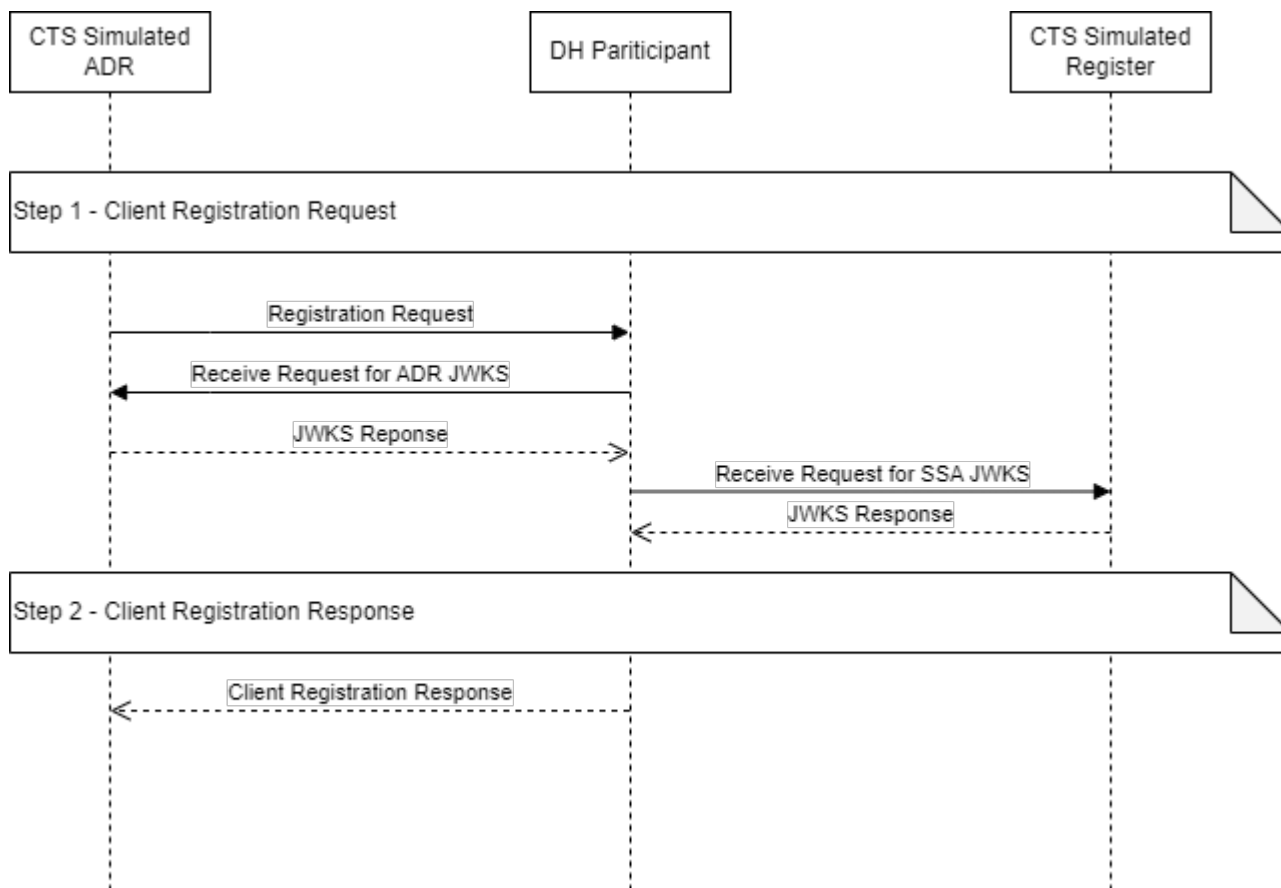 CTS Simulated
ADR
DH Pariticipant
CTS Simulated
Register
Step 1 - Client Registration Request
Registration Request
Receive Request for ADR JWKS
JWKS Reponse
Receive Request for SSA JWKS
JWKS Response
Step 2 - Client Registration Response
Client Registration Response